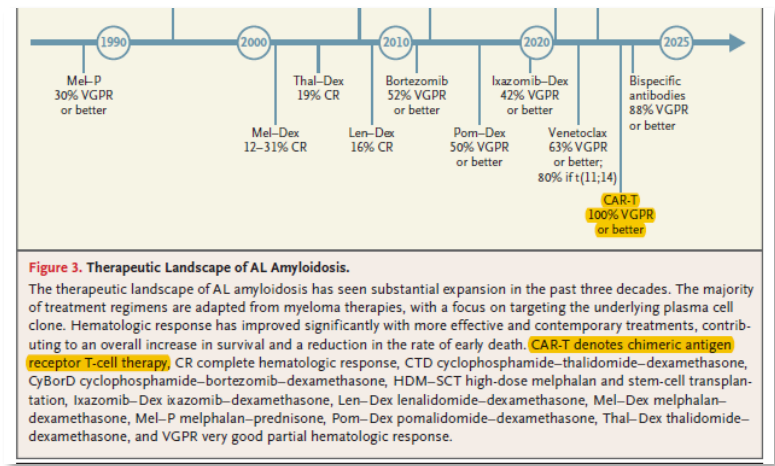 1990 2000 2010 2020 2025
Mel–P
30% VGPR
or better
Mel–Dex
12–31% CR
Thal–Dex
19% CR
Len–Dex
16% CR
Bortezomib
52% VGPR
or better
Pom–Dex
50% VGPR
or better
Ixazomib–Dex
42% VGPR
or better
Venetoclax
63% VGPR
or better;
80% if t(11;14)
CAR-T
100% VGPR
or better
Bispecific
antibodies
88% VGPR
or better
Figure 3. Therapeutic Landscape of AL Amyloidosis.
The therapeutic landscape of AL amyloidosis has seen substantial expansion in the past three decades. The majority
of treatment regimens are adapted from myeloma therapies, with a focus on targeting the underlying plasma cell
clone. Hematologic response has improved significantly with more effective and contemporary treatments, contrib-
uting to an overall increase in survival and a reduction in the rate of early death. CAR-T denotes chimeric antigen
receptor T-cell therapy, CR complete hematologic response, CTD cyclophosphamide–thalidomide–dexamethasone,
CyBorD cyclophosphamide–bortezomib–dexamethasone, HDM–SCT high-dose melphalan and stem-cell transplan-
tation, Ixazomib–Dex ixazomib–dexamethasone, Len–Dex lenalidomide–dexamethasone, Mel–Dex melphalan–
dexamethasone, Mel–P melphalan–prednisone, Pom–Dex pomalidomide–dexamethasone, Thal–Dex thalidomide–
dexamethasone, and VGPR very good partial hematologic response.